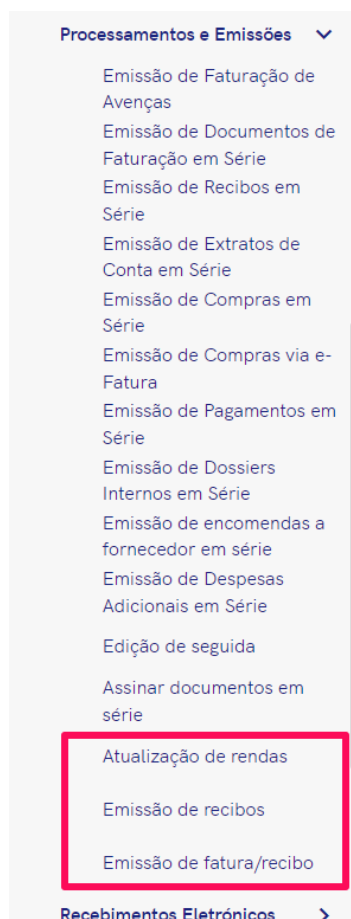 Processamentos e Emissões
Emissão de Faturação de
Avenças
Emissão de Documentos de
Faturação em Série
Emissão de Recibos em
Série
Emissão de Extratos de
Conta em Série
Emissão de Compras em
Série
Emissão de Compras via e-
Fatura
Emissão de Pagamentos em
Série
Emissão de Dossiers
Internos em Série
Emissão de encomendas a
fornecedor em série
Emissão de Despesas
Adicionais em Série
Edição de seguida
Assinar documentos em
série
Atualização de rendas
Emissão de recibos
Emissão de fatura/recibo
Recebimentos Eletrónicos